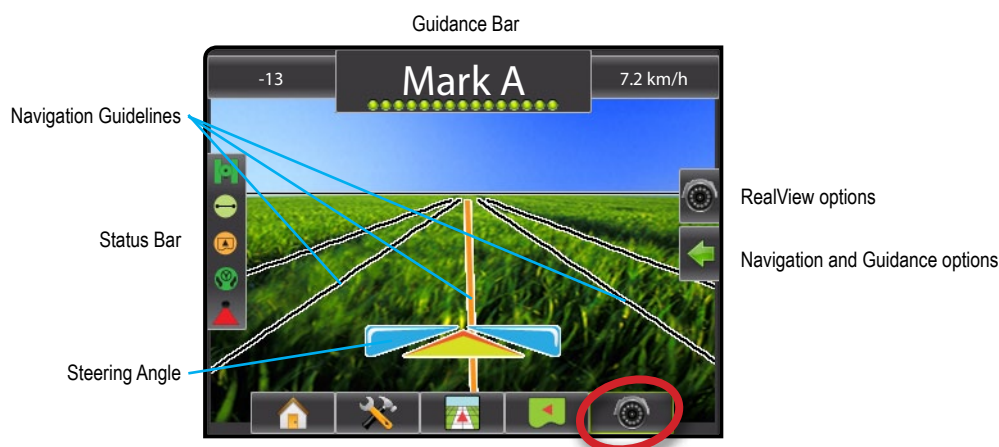 Guidance Bar
-13
Mark A
7.2 km/h
Navigation Guidelines
RealView options
Status Bar
Navigation and Guidance options
Steering Angle